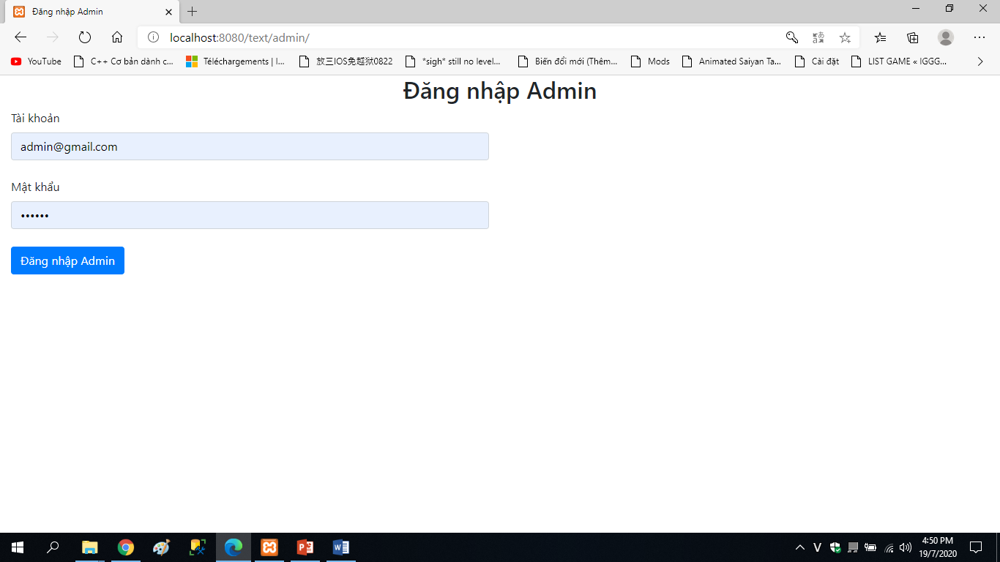 Đăng nhập Admin
localhost:8080/text/admin/
YouTube C++ Cơ bản dành c... Téléchargements | I... 放三IOS免越狱0822 *sigh* still no level... Biến đổi mới (Thêm... Mods Animated Saiyan Ta... Cài đặt LIST GAME « IGGG...
Đăng nhập Admin
Tài khoản
admin@gmail.com
Mật khẩu
••••••
Đăng nhập Admin
4:50 PM
19/7/2020